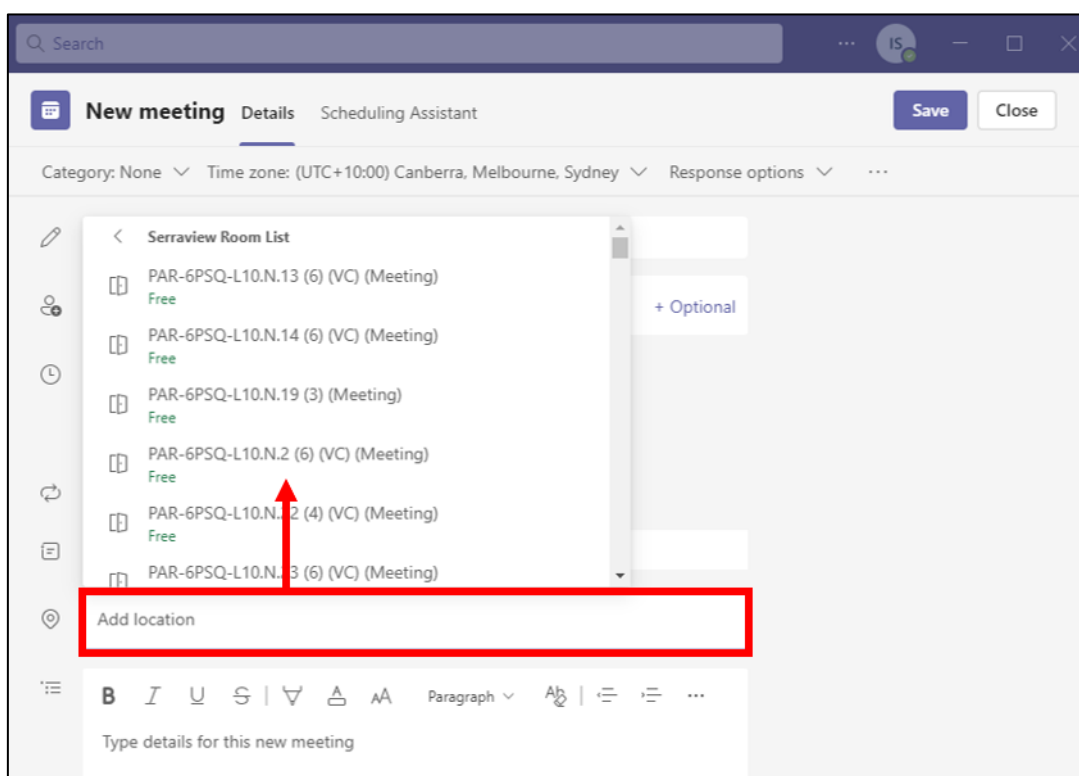 Search
IS
New meeting Details Scheduling Assistant Save Close
Category: None Time zone: (UTC+10:00) Canberra, Melbourne, Sydney Response options
Serraview Room List
PAR-6PSQ-L10.N.13 (6) (VC) (Meeting)
Free
+ Optional
PAR-6PSQ-L10.N.14 (6) (VC) (Meeting)
Free
PAR-6PSQ-L10.N.19 (3) (Meeting)
Free
PAR-6PSQ-L10.N.2 (6) (VC) (Meeting)
Free
(4) (VC) (Meeting)
Free
(6) (VC) (Meeting)
Add location
B I U S A AA Paragraph Ab
Type details for this new meeting